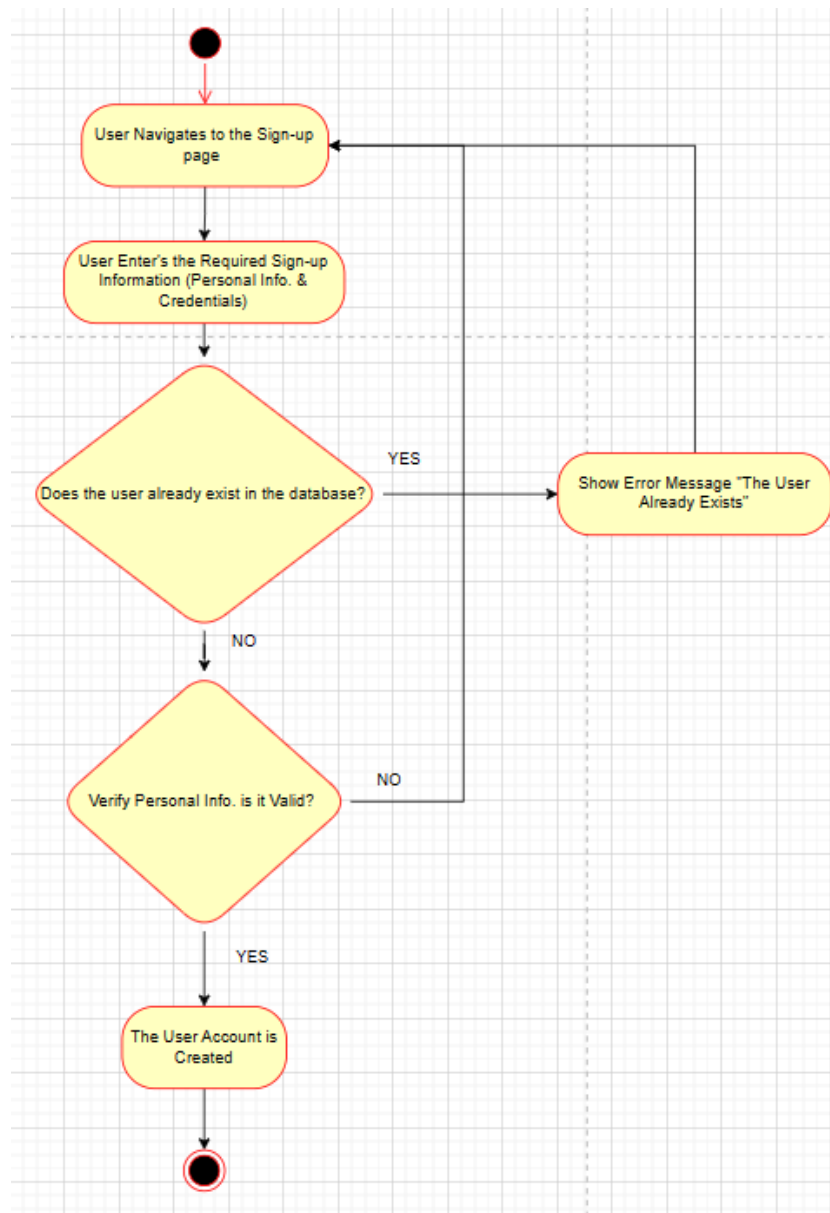 User Navigates to the Sign-up
page
User Enter's the Required Sign-up
Information (Personal Info. &
Credentials)
Does the user already exist in the database?
YES
Show Error Message "The User
Already Exists"
NO
Verify Personal Info. is it Valid?
NO
YES
The User Account is
Created